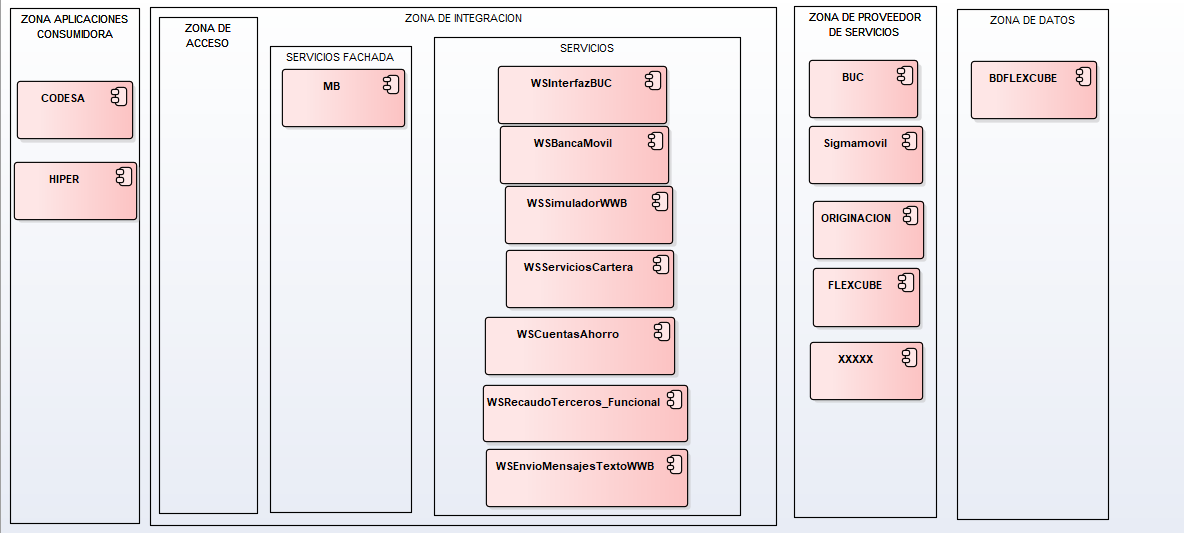 ZONA APLICACIONES
CONSUMIDORA
CODESA
HIPER
ZONA DE INTEGRACION
ZONA DE
ACCESO
SERVICIOS FACHADA
MB
SERVICIOS
WSInterfazBUC
WSBancaMovil
WSSimuladorWWB
WSServiciosCartera
WSCuentasAhorro
WSRecaudoTerceros_Funcional
WSEnvioMensajesTextoWWB
ZONA DE PROVEEDOR
DE SERVICIOS
BUC
Sigmamovil
ORIGINACION
FLEXCUBE
XXXXX
ZONA DE DATOS
BDFLEXCUBE